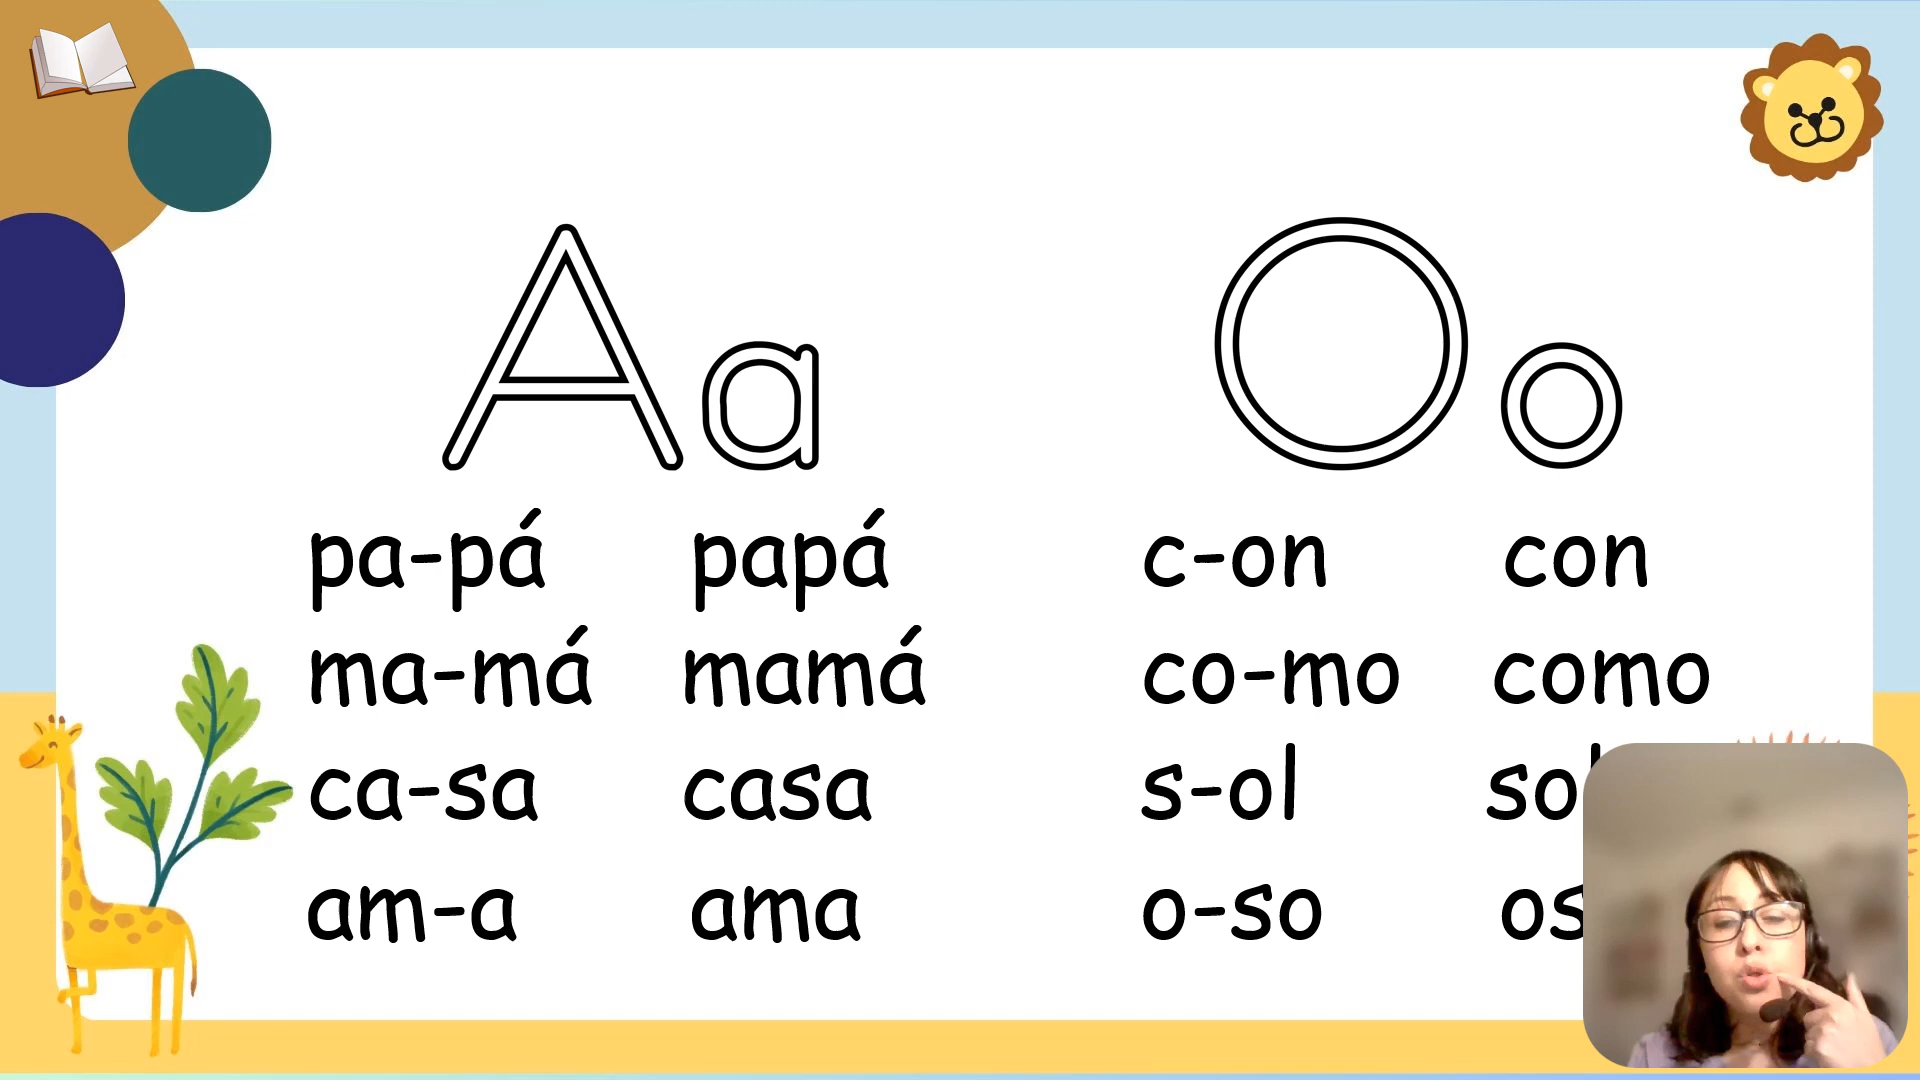 Aa
pa-pá papá
ma-má mamá
ca-sa casa
am-a ama
Oo
c-on con
co-mo como
s-ol sol
o-so